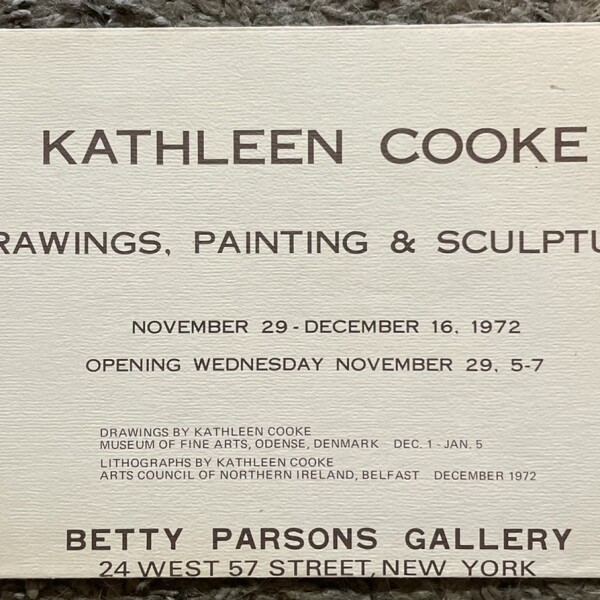 KATHLEEN COOKE
RAWINGS, PAINTING & SCULPTU
NOVEMBER 29 - DECEMBER 16, 1972
OPENING WEDNESDAY NOVEMBER 29, 5-7
DRAWINGS BY KATHLEEN COOKE
MUSEUM OF FINE ARTS, ODENSE, DENMARK DEC. 1 - JAN. 5
LITHOGRAPHS BY KATHLEEN COOKE
ARTS COUNCIL OF NORTHERN IRELAND, BELFAST DECEMBER 1972
BETTY PARSONS GALLERY
24 WEST 57 STREET, NEW YORK